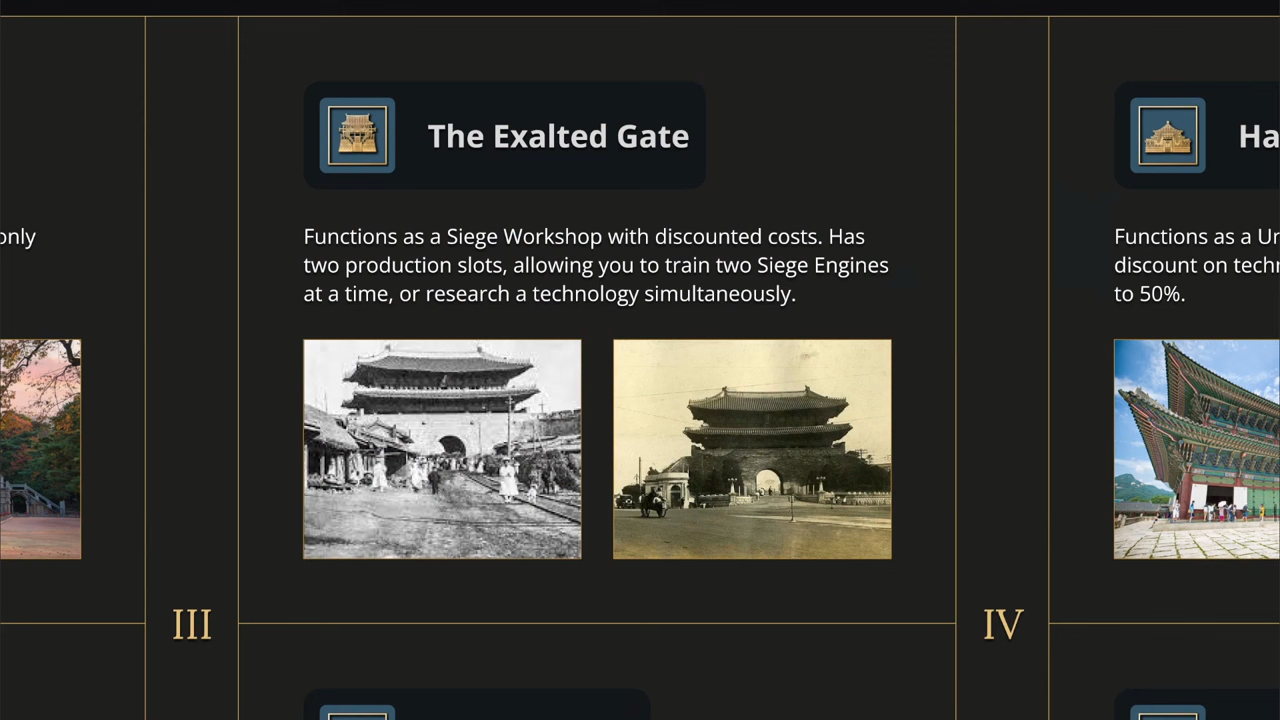 The Exalted Gate
Functions as a Siege Workshop with discounted costs. Has
two production slots, allowing you to train two Siege Engines
at a time, or research a technology simultaneously.
III
IV
only
Ha
Functions as a Ur
discount on techn
to 50%.